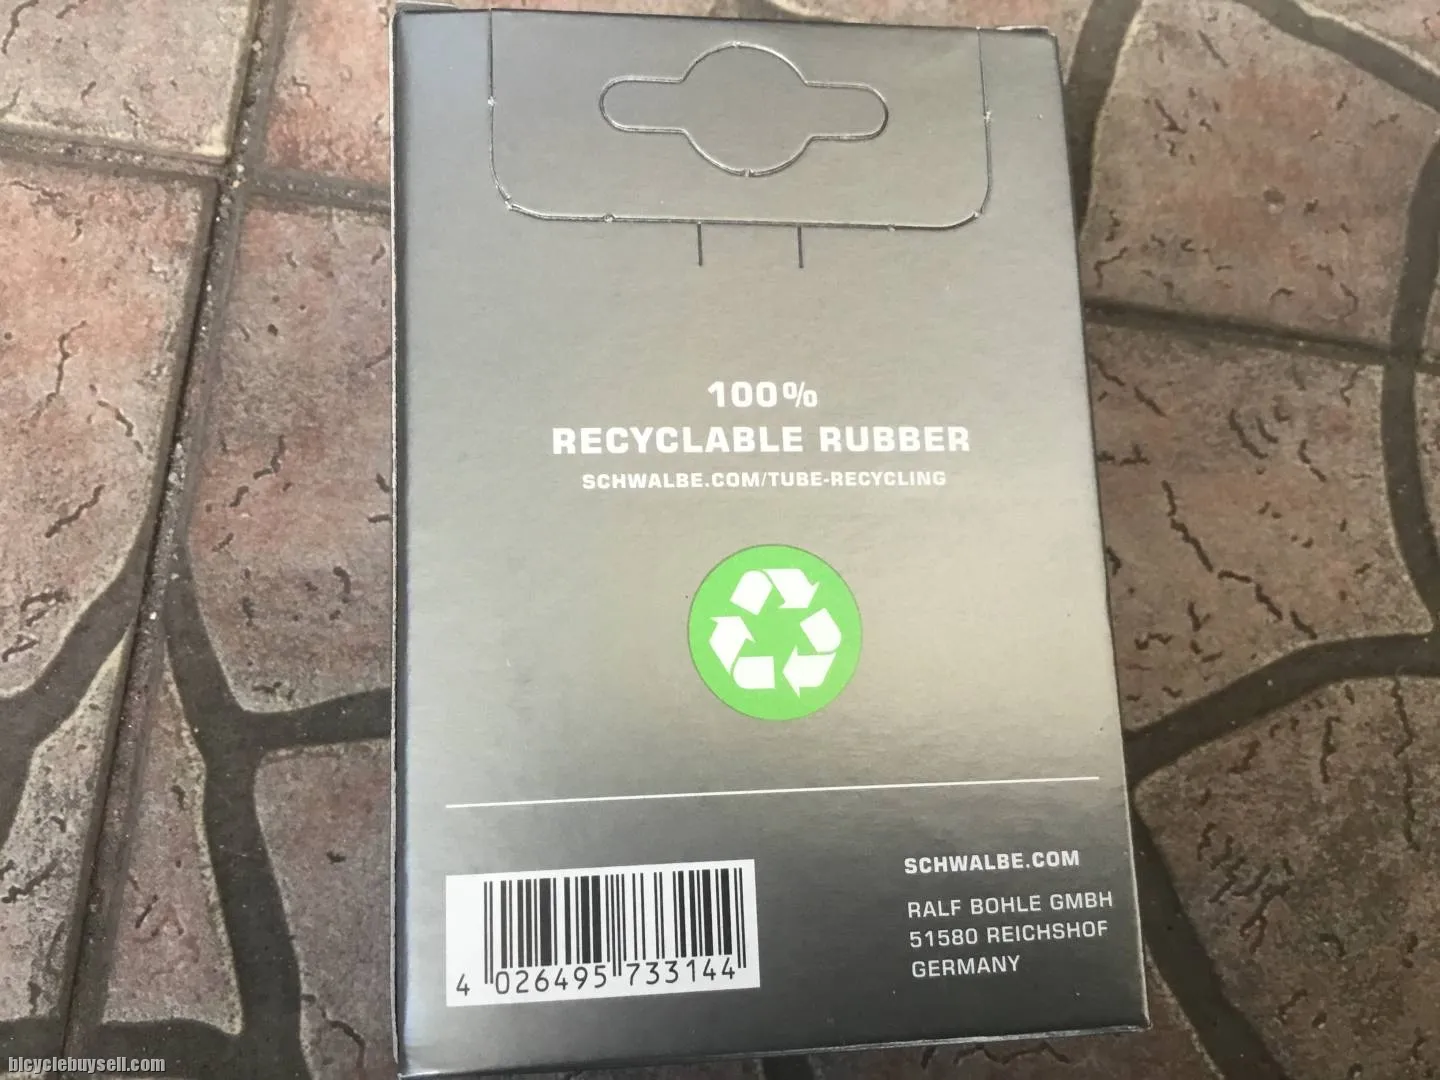 100%
RECYCLABLE RUBBER
SCHWALBE.COM/TUBE-RECYCLING
4 026495 733144
SCHWALBE.COM
RALF BOHLE GMBH
51580 REICHSHOF
GERMANY
bicyclebuysell.com